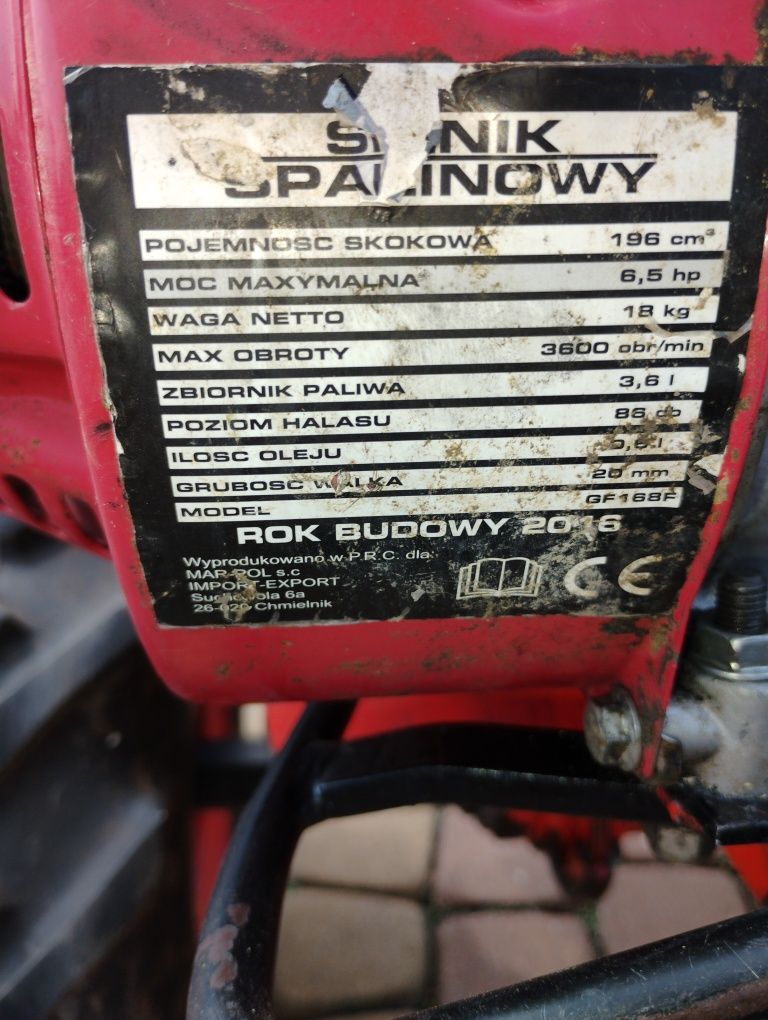 SPALINOWY
POJEMNOSC SKOKOWA 196 cm³
MOC MAXYMALNA 6,5 hp
WAGA NETTO 18 kg
MAX OBROTY 3600 obr/min
ZBIORNIK PALIWA 3,6 l
POZIOM HALASU 86 db
ILOSC OLEJU l
GRUBOSC WALKA 20 mm
MODEL GF168F
ROK BUDOWY 2016
Wyprodukowano w P.R.C. dla
MAR-POL s.c
IMPORT-EXPORT
Suchowola 6a
26-020 Chmielnik
CE